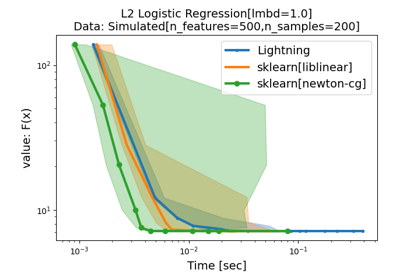 L2 Logistic Regression[lmbd=1.0]
Data: Simulated[n_features=500,n_samples=200]
Lightning
sklearn[liblinear]
sklearn[newton-cg]
value: F(x)
10²
10¹
10⁻³
10⁻²
10⁻¹
Time [sec]